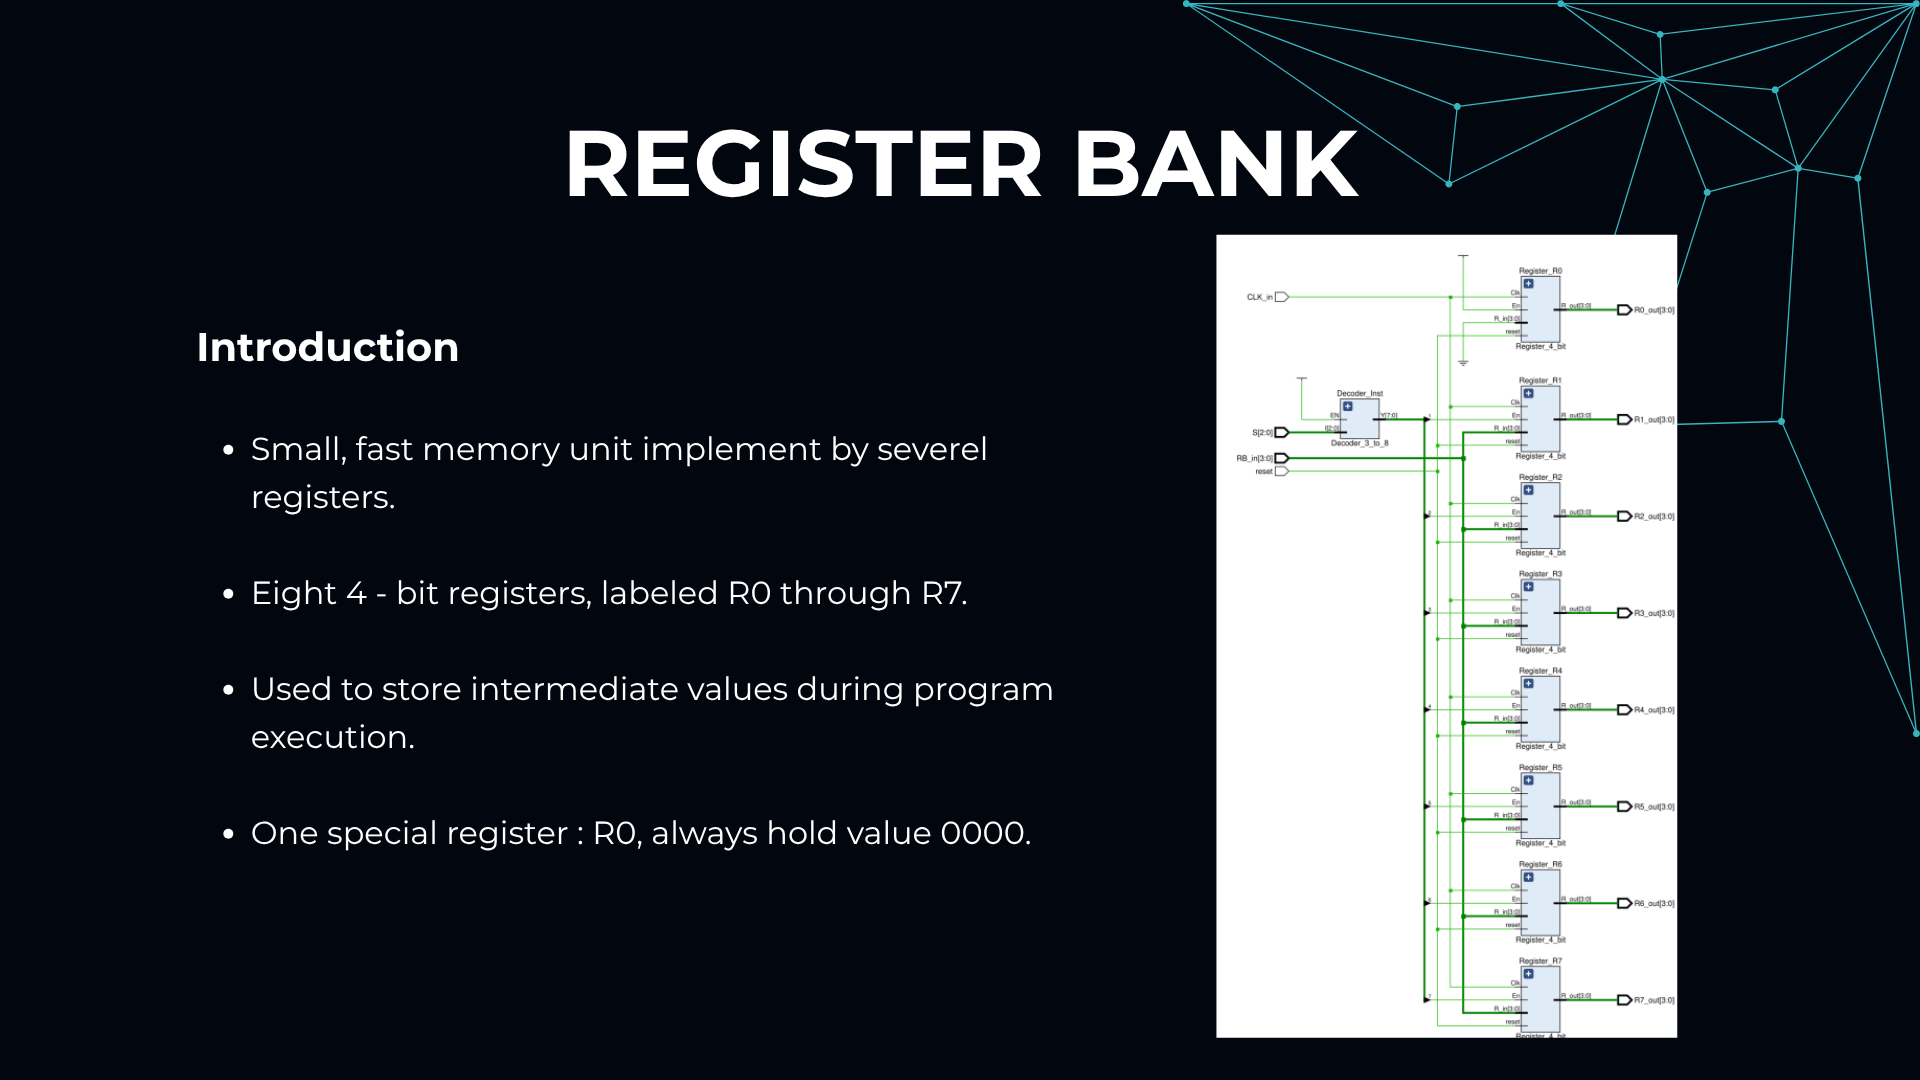 REGISTER BANK
Introduction
Small, fast memory unit implement by severel
registers.
Eight 4 - bit registers, labeled R0 through R7.
Used to store intermediate values during program
execution.
One special register : R0, always hold value 0000.
CLK_in
S[2:0]
RB_in[3:0]
reset
Decoder_Inst
EN
I[2:0]
Y[7:0]
Decoder_3_to_8
Register_R0
Clk
En
R_in[3:0]
reset
R_out[3:0]
Register_4_bit
R0_out[3:0]
1
Register_R1
Clk
En
R_in[3:0]
reset
R_out[3:0]
Register_4_bit
R1_out[3:0]
2
Register_R2
Clk
En
R_in[3:0]
reset
R_out[3:0]
Register_4_bit
R2_out[3:0]
3
Register_R3
Clk
En
R_in[3:0]
reset
R_out[3:0]
Register_4_bit
R3_out[3:0]
4
Register_R4
Clk
En
R_in[3:0]
reset
R_out[3:0]
Register_4_bit
R4_out[3:0]
5
Register_R5
Clk
En
R_in[3:0]
reset
R_out[3:0]
Register_4_bit
R5_out[3:0]
6
Register_R6
Clk
En
R_in[3:0]
reset
R_out[3:0]
Register_4_bit
R6_out[3:0]
7
Register_R7
Clk
En
R_in[3:0]
reset
R_out[3:0]
Register_4_bit
R7_out[3:0]